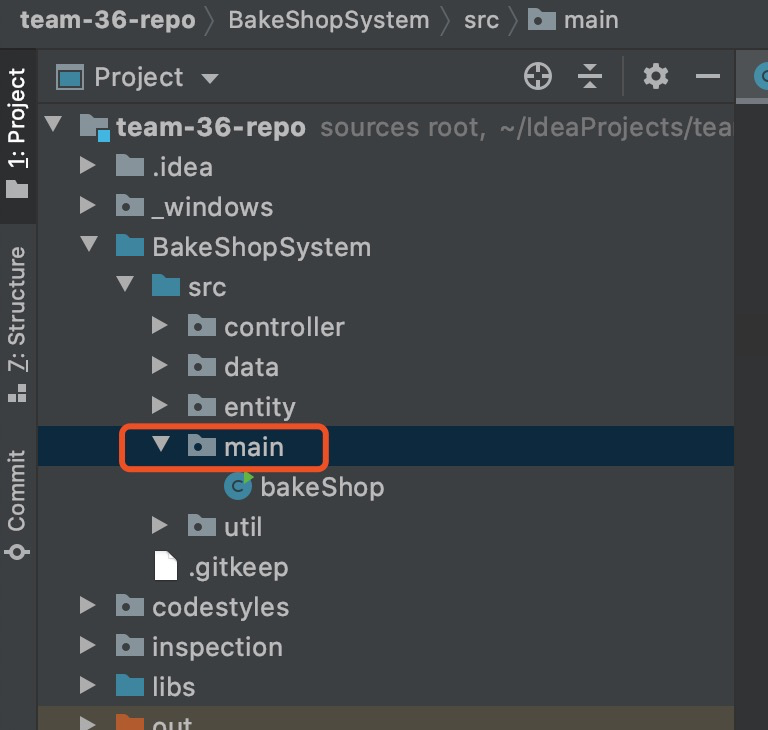 team-36-repo BakeShopSystem src main
Project
1: Project
team-36-repo sources root, ~/IdeaProjects/tea
.idea
_windows
BakeShopSystem
Z: Structure
src
controller
data
entity
main
Commit
bakeShop
util
.gitkeep
codestyles
inspection
libs
out